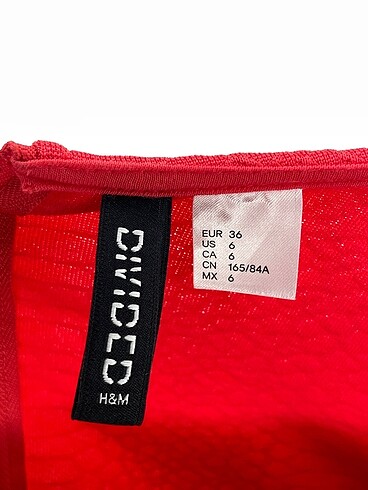 DIVIDED
H&M
EUR 36
US 6
CA 6
CN 165/84A
MX 6